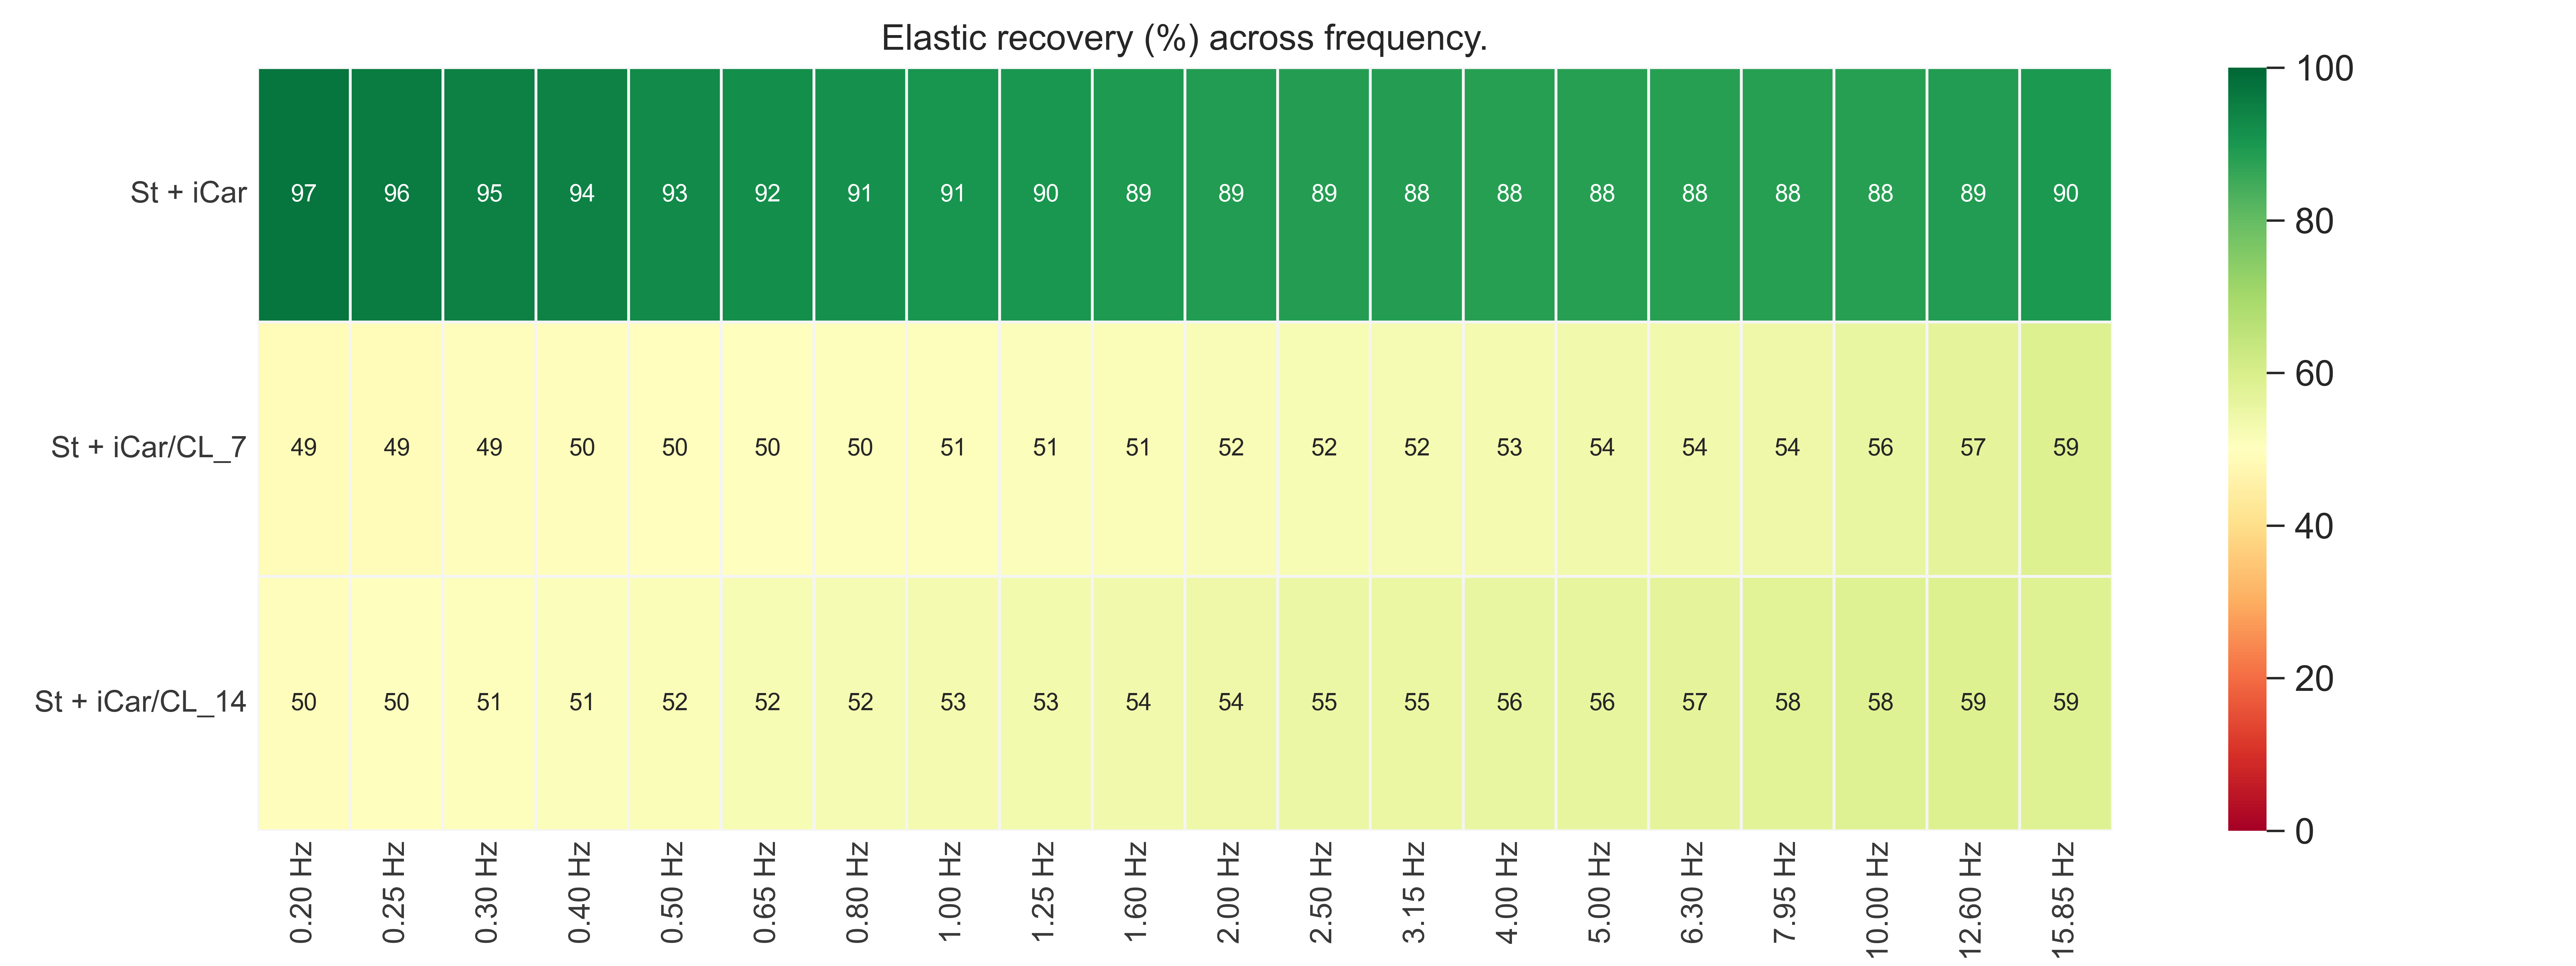 Elastic recovery (%) across frequency.
St + iCar 97 96 95 94 93 92 91 91 90 89 89 89 88 88 88 88 88 88 89 90
St + iCar/CL_7 49 49 49 50 50 50 50 51 51 51 52 52 52 53 54 54 54 56 57 59
St + iCar/CL_14 50 50 51 51 52 52 52 53 53 54 54 55 55 56 56 57 58 58 59 59
0.20 Hz 0.25 Hz 0.30 Hz 0.40 Hz 0.50 Hz 0.65 Hz 0.80 Hz 1.00 Hz 1.25 Hz 1.60 Hz 2.00 Hz 2.50 Hz 3.15 Hz 4.00 Hz 5.00 Hz 6.30 Hz 7.95 Hz 10.00 Hz 12.60 Hz 15.85 Hz
100
80
60
40
20
0